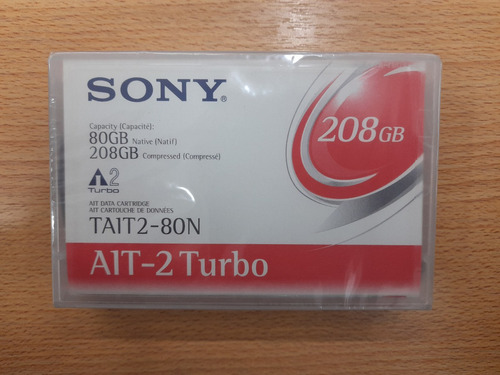 SONY®
Capacity (Capacité):
80GB Native (Natif)
208GB Compressed (Compressé)
208GB
2
Turbo
AIT DATA CARTRIDGE
AIT CARTOUCHE DE DONNÉES
TAIT2-80N
AIT-2 Turbo